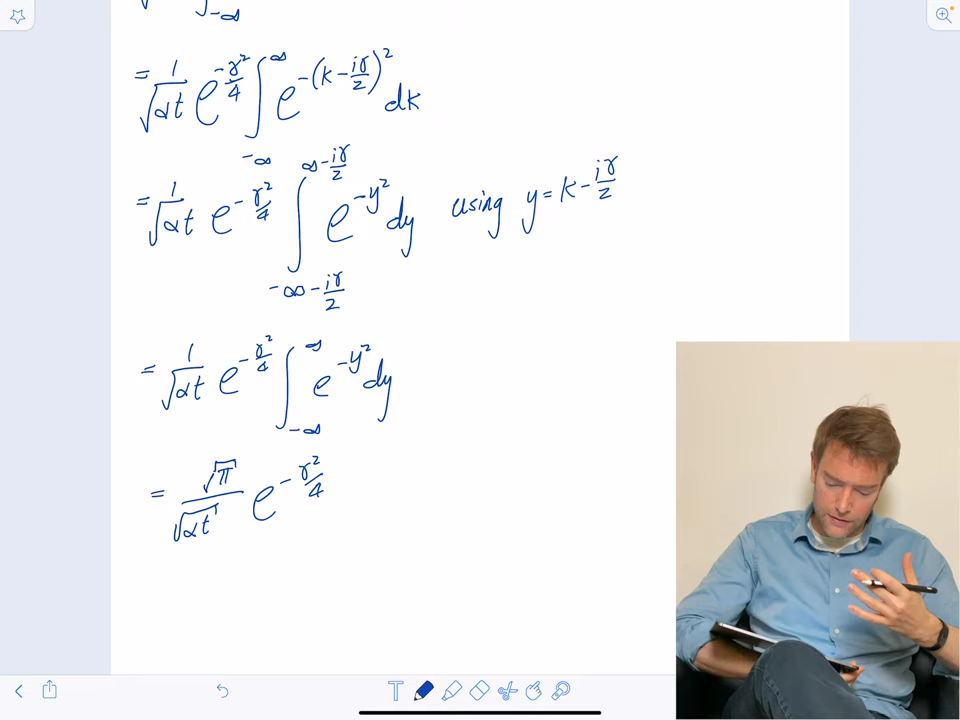 -∞
= 1/√αt e^(-γ²/4) ∫_{-∞}^{∞} e^(-(k - iγ/2)²) dk
= 1/√αt e^(-γ²/4) ∫_{-∞ - iγ/2}^{∞ - iγ/2} e^(-y²) dy using y = k - iγ/2
= 1/√αt e^(-γ²/4) ∫_{-∞}^{∞} e^(-y²) dy
= √π/√αt e^(-γ²/4)
T